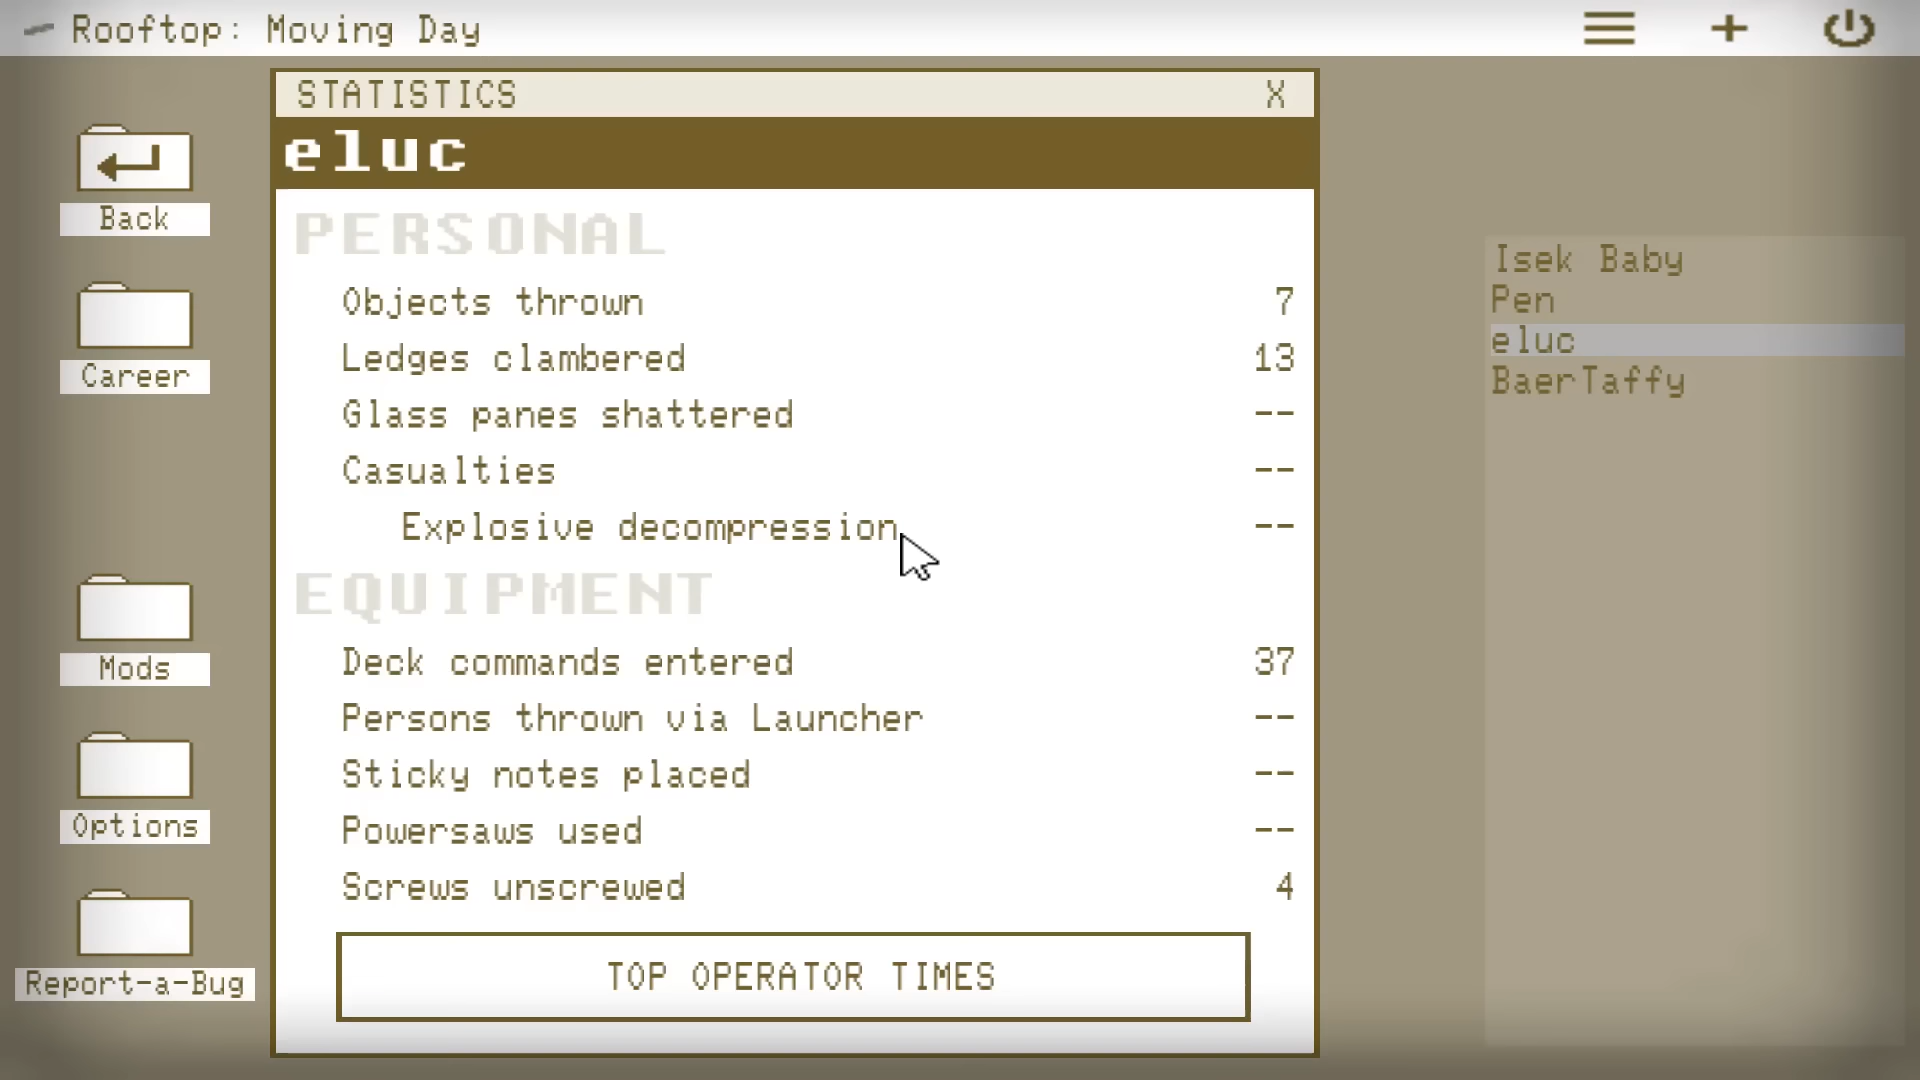 Rooftop: Moving Day
STATISTICS X
eluc
PERSONAL
Objects thrown 7
Ledges clambered 13
Glass panes shattered --
Casualties --
Explosive decompression --
EQUIPMENT
Deck commands entered 37
Persons thrown via Launcher --
Sticky notes placed --
Powersaws used --
Screws unscrewed 4
TOP OPERATOR TIMES
Back
Career
Mods
Options
Report-a-Bug
Isek Baby
Pen
eluc
BaerTaffy